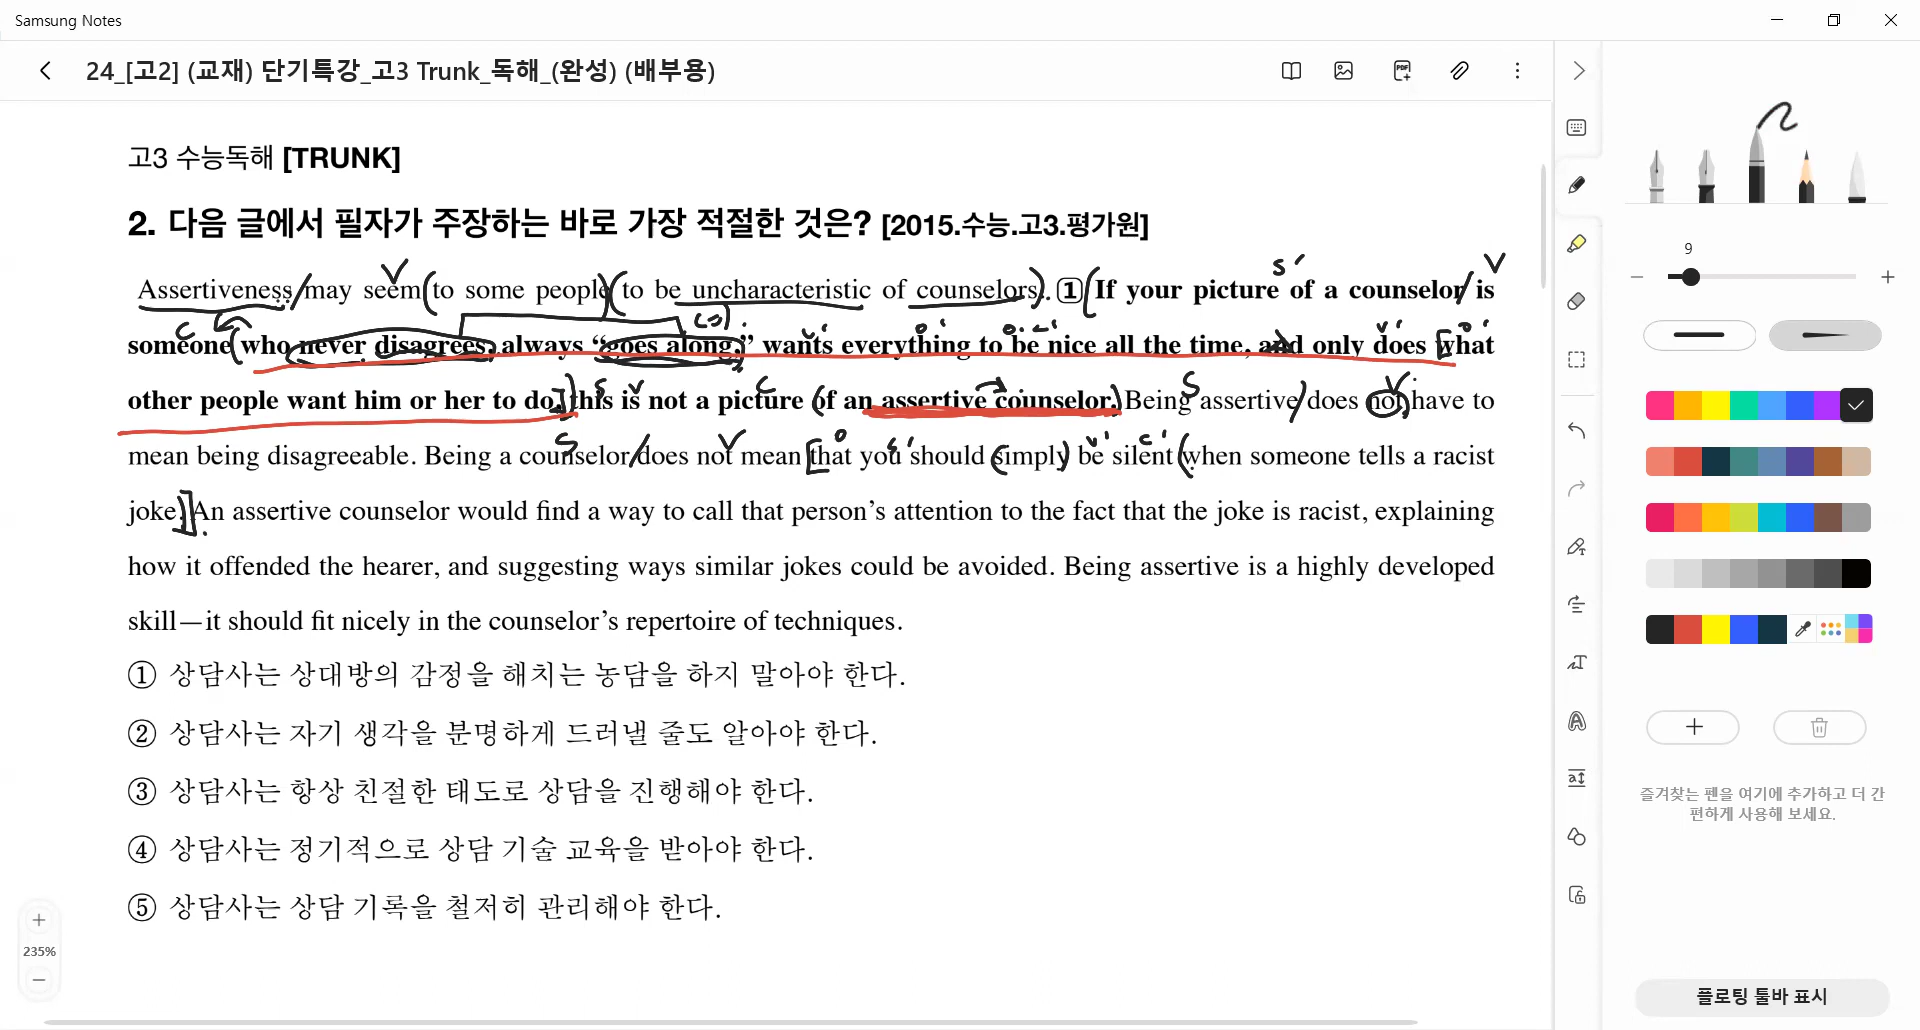 Samsung Notes
24_[고2] (교재) 단기특강_고3 Trunk_독해_(완성) (배부용)
고3 수능독해 [TRUNK]
2. 다음 글에서 필자가 주장하는 바로 가장 적절한 것은? [2015.수능.고3.평가원]
Assertiveness may seem to some people to be uncharacteristic of counselors. 1 If your picture of a counselor is
someone who never disagrees, always “goes along,” wants everything to be nice all the time, and only does what
other people want him or her to do, this is not a picture of an assertive counselor. Being assertive does not have to
mean being disagreeable. Being a counselor does not mean that you should simply be silent when someone tells a racist
joke. An assertive counselor would find a way to call that person’s attention to the fact that the joke is racist, explaining
how it offended the hearer, and suggesting ways similar jokes could be avoided. Being assertive is a highly developed
skill—it should fit nicely in the counselor’s repertoire of techniques.
① 상담사는 상대방의 감정을 해치는 농담을 하지 말아야 한다.
② 상담사는 자기 생각을 분명하게 드러낼 줄도 알아야 한다.
③ 상담사는 항상 친절한 태도로 상담을 진행해야 한다.
④ 상담사는 정기적으로 상담 기술 교육을 받아야 한다.
⑤ 상담사는 상담 기록을 철저히 관리해야 한다.
235%
9
즐겨찾는 펜을 여기에 추가하고 더 간
편하게 사용해 보세요.
플로팅 툴바 표시